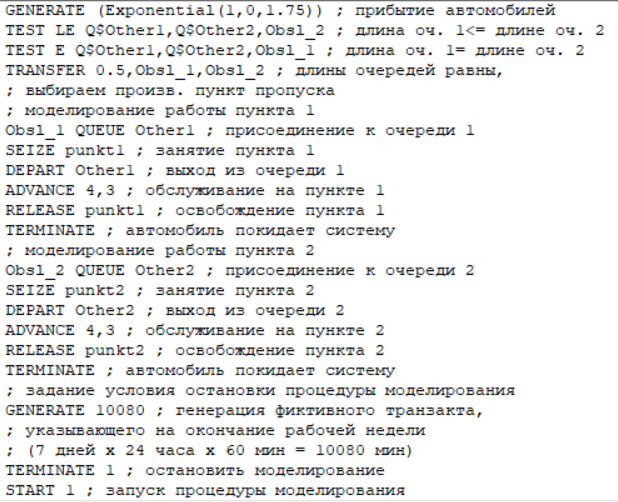 GENERATE (Exponential(1,0,1.75)) ; прибытие автомобилей
TEST LE Q$Other1,Q$Other2,Obsl_2 ; длина оч. 1<= длине оч. 2
TEST E Q$Other1,Q$Other2,Obsl_1 ; длина оч. 1= длине оч. 2
TRANSFER 0.5,Obsl_1,Obsl_2 ; длины очередей равны,
; выбираем произв. пункт пропуска
; моделирование работы пункта 1
Obsl_1 QUEUE Other1 ; присоединение к очереди 1
SEIZE punkt1 ; занятие пункта 1
DEPART Other1 ; выход из очереди 1
ADVANCE 4,3 ; обслуживание на пункте 1
RELEASE punkt1 ; освобождение пункта 1
TERMINATE ; автомобиль покидает систему
; моделирование работы пункта 2
Obsl_2 QUEUE Other2 ; присоединение к очереди 2
SEIZE punkt2 ; занятие пункта 2
DEPART Other2 ; выход из очереди 2
ADVANCE 4,3 ; обслуживание на пункте 2
RELEASE punkt2 ; освобождение пункта 2
TERMINATE ; автомобиль покидает систему
; задание условия остановки процедуры моделирования
GENERATE 10080 ; генерация фиктивного транзакта,
; указывающего на окончание рабочей недели
; (7 дней x 24 часа x 60 мин = 10080 мин)
TERMINATE 1 ; остановить моделирование
START 1 ; запуск процедуры моделирования